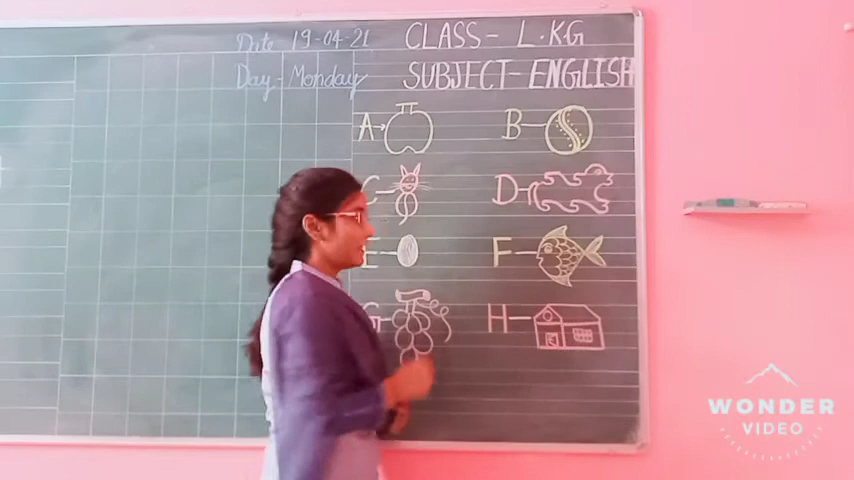 Date 19-04-21
CLASS- L.KG
Day- Monday
SUBJECT- ENGLISH
A
B
C
D
E
F
G
H
WONDER
VIDEO